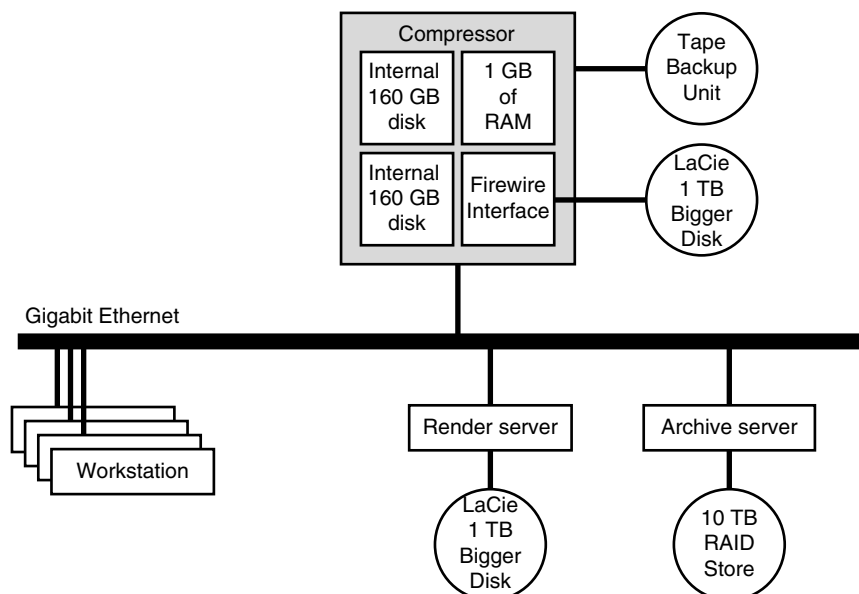 Compressor
Internal
160 GB
disk
1 GB
of
RAM
Tape
Backup
Unit
Internal
160 GB
disk
Firewire
Interface
LaCie
1 TB
Bigger
Disk
Gigabit Ethernet
Workstation
Render server
Archive server
LaCie
1 TB
Bigger
Disk
10 TB
RAID
Store